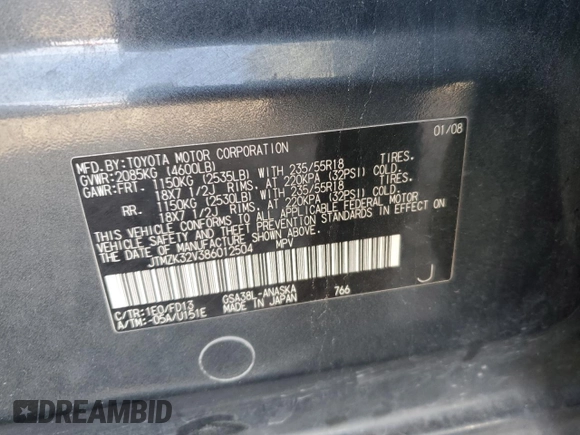 MFD.BY:TOYOTA MOTOR CORPORATION 01/08
GVWR:2085KG (4600LB)
GAWR:FRT- 1150KG (2535LB) WITH 235/55R18 TIRES.
18X7 1/2J RIMS. AT 220KPA (32PSI) COLD.
RR. 1150KG (2530LB) WITH 235/55R18 TIRES.
18X7 1/2J RIMS. AT 220KPA (32PSI) COLD.
THIS VEHICLE CONFORMS TO ALL APPLICABLE FEDERAL MOTOR
VEHICLE SAFETY AND THEFT PREVENTION STANDARDS IN EFFECT ON
THE DATE OF MANUFACTURE SHOWN ABOVE.
JTMZK32V386012504 MPV
J
C/TR:1E0/FD13 GSA38L-ANASKA 766
A/TM:-05A/U151E MADE IN JAPAN
DREAMBID